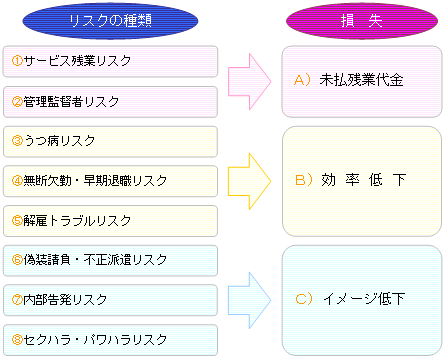 リスクの種類
損 失
①サービス残業リスク
②管理監督者リスク
A）未払残業代金
③うつ病リスク
④無断欠勤・早期退職リスク
⑤解雇トラブルリスク
B）効 率 低 下
⑥偽装請負・不正派遣リスク
⑦内部告発リスク
⑧セクハラ・パワハラリスク
C）イメージ低下